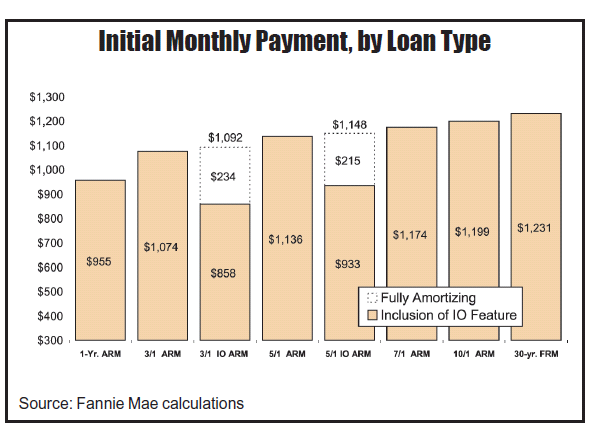 Initial Monthly Payment, by Loan Type
$1,300
$1,200
$1,100
$1,000
$900
$800
$700
$600
$500
$400
$300
$955
$1,074
$1,092
$234
$858
$1,136
$1,148
$215
$933
$1,174
$1,199
$1,231
Fully Amortizing
Inclusion of IO Feature
1-Yr. ARM
3/1 ARM
3/1 IO ARM
5/1 ARM
5/1 IO ARM
7/1 ARM
10/1 ARM
30-yr. FRM
Source: Fannie Mae calculations